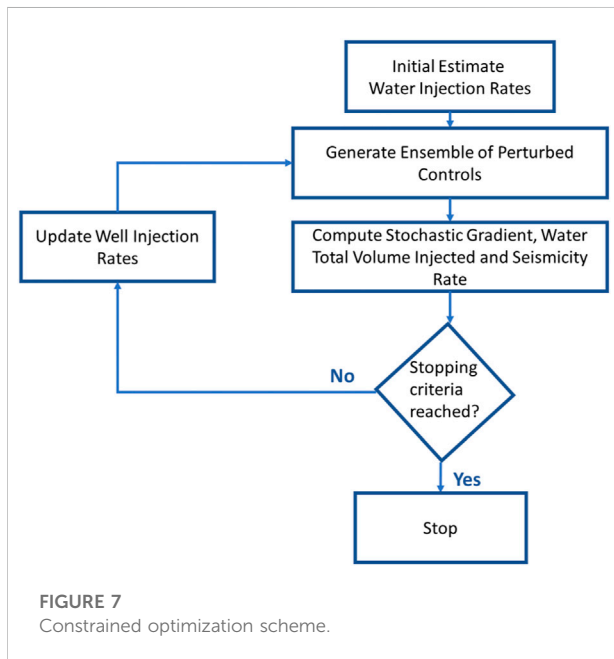 Initial Estimate
Water Injection Rates
Generate Ensemble of Perturbed
Controls
Update Well Injection
Rates
Compute Stochastic Gradient, Water
Total Volume Injected and Seismicity
Rate
No
Stopping
criteria
reached?
Yes
Stop
FIGURE 7
Constrained optimization scheme.